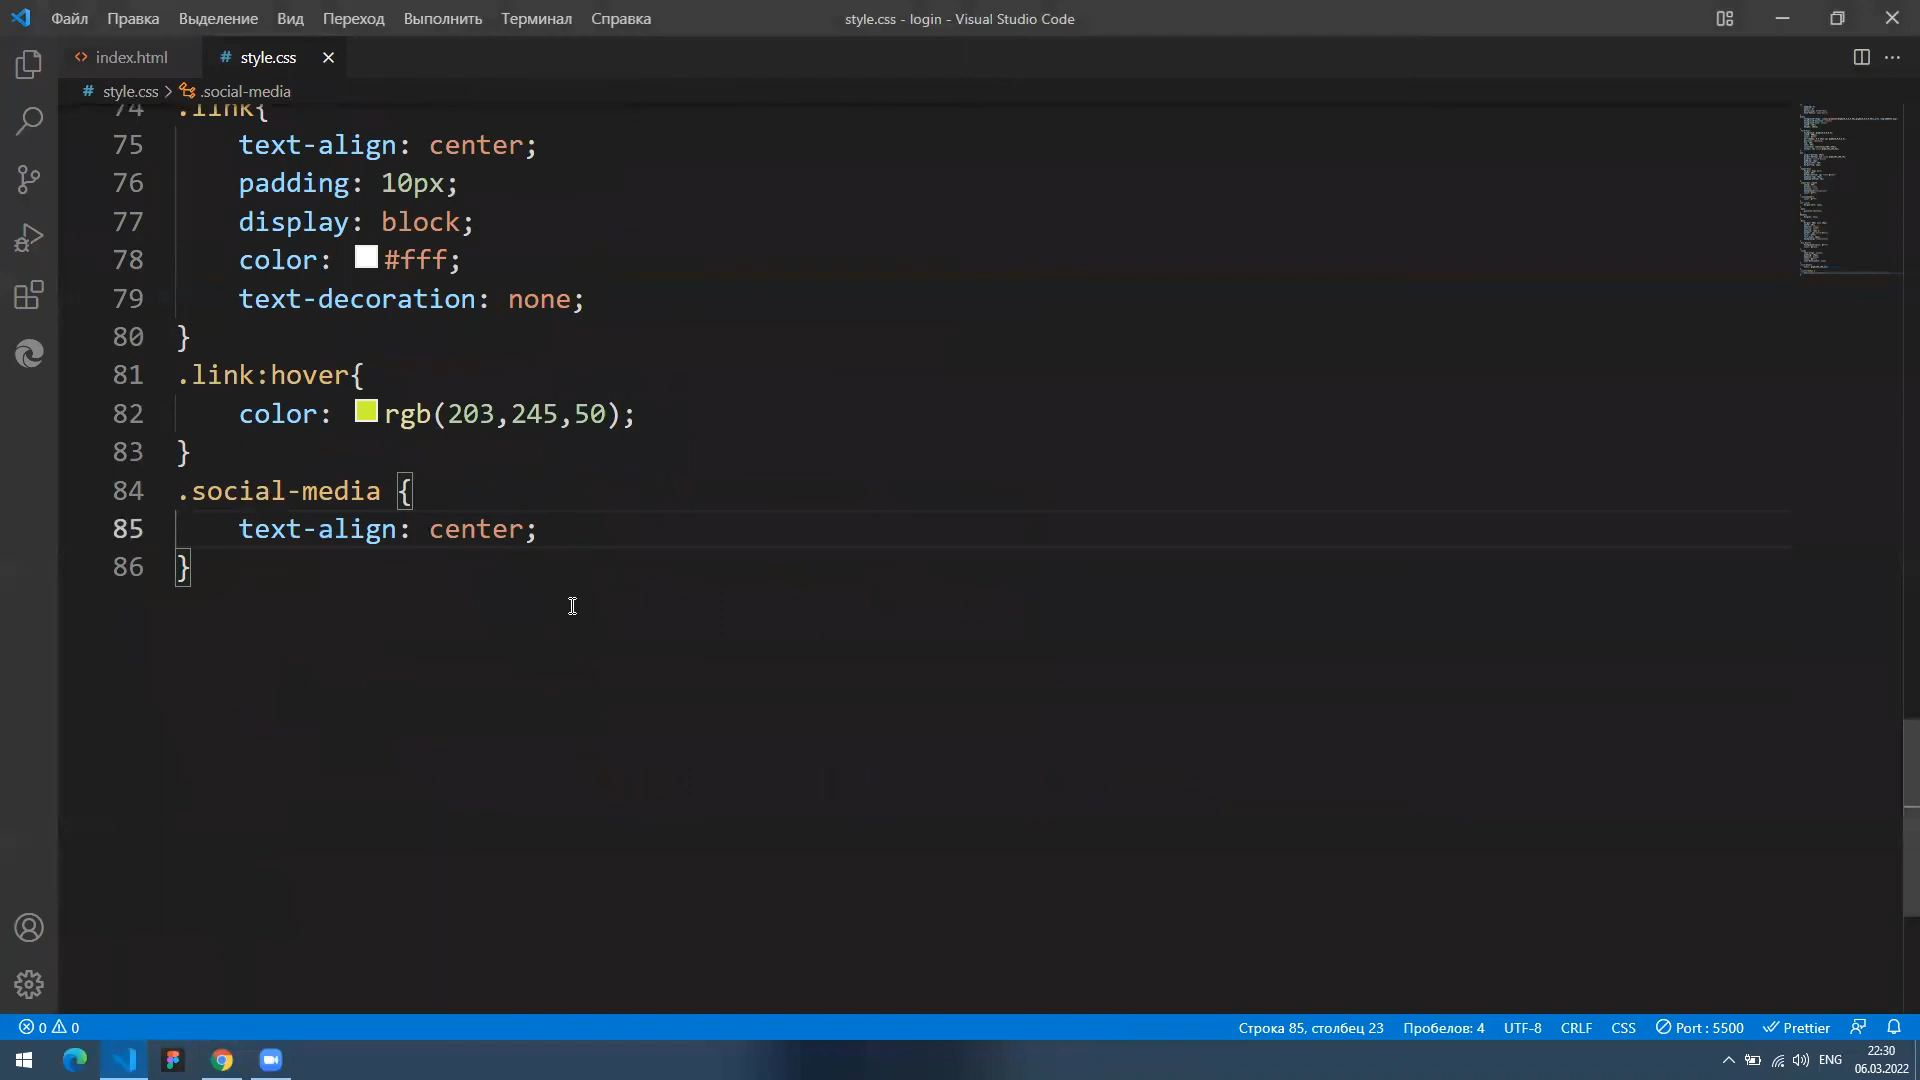 Файл Правка Выделение Вид Переход Выполнить Терминал Справка style.css - login - Visual Studio Code
index.html # style.css
# style.css > .social-media
74 .link{
75 text-align: center;
76 padding: 10px;
77 display: block;
78 color: #fff;
79 text-decoration: none;
80 }
81 .link:hover{
82 color: rgb(203,245,50);
83 }
84 .social-media {
85 text-align: center;
86 }
0 0 Строка 85, столбец 23 Пробелов: 4 UTF-8 CRLF CSS Port : 5500 Prettier
ENG 22:30
06.03.2022